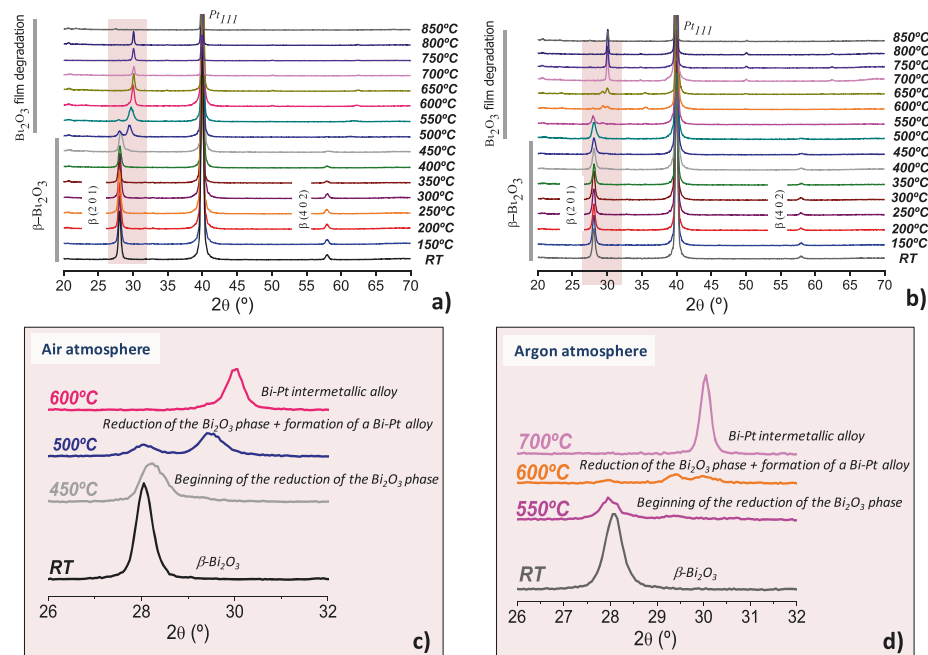 Pt₁₁₁
850ºC
800ºC
750ºC
700ºC
650ºC
600ºC
550ºC
500ºC
450ºC
400ºC
350ºC
300ºC
250ºC
200ºC
150ºC
RT
Bi₂O₃ film degradation
β–Bi₂O₃
β (2 0 1)
β (4 0 2)
20 25 30 35 40 45 50 55 60 65 70
2θ (º)
a)
Pt₁₁₁
850ºC
800ºC
750ºC
700ºC
650ºC
600ºC
550ºC
500ºC
450ºC
400ºC
350ºC
300ºC
250ºC
200ºC
150ºC
RT
Bi₂O₃ film degradation
β–Bi₂O₃
β (2 0 1)
β (4 0 2)
20 25 30 35 40 45 50 55 60 65 70
2θ (º)
b)
Air atmosphere
600ºC
Bi-Pt intermetallic alloy
Reduction of the Bi₂O₃ phase + formation of a Bi-Pt alloy
500ºC
Beginning of the reduction of the Bi₂O₃ phase
450ºC
RT
β-Bi₂O₃
26 28 30 32
2θ (º)
c)
Argon atmosphere
700ºC
Bi-Pt intermetallic alloy
600ºC
Reduction of the Bi₂O₃ phase + formation of a Bi-Pt alloy
Beginning of the reduction of the Bi₂O₃ phase
550ºC
RT
β-Bi₂O₃
26 27 28 29 30 31 32
2θ (º)
d)